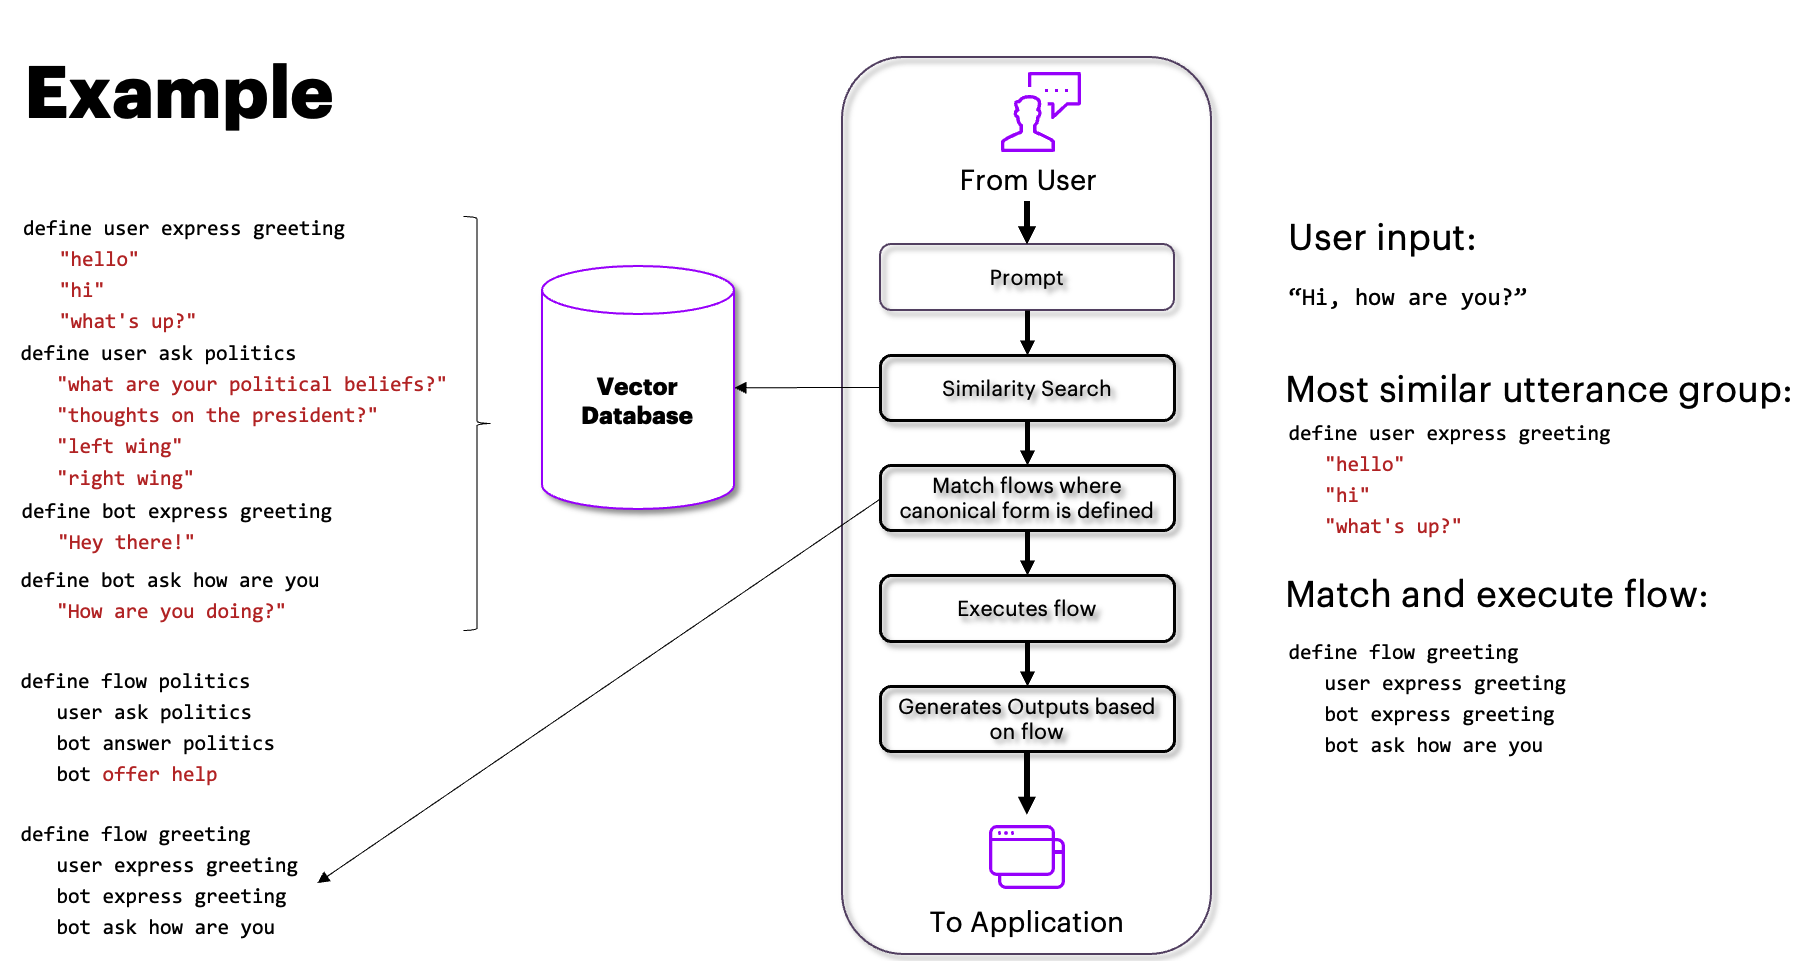 Example
define user express greeting
"hello"
"hi"
"what's up?"
define user ask politics
"what are your political beliefs?"
"thoughts on the president?"
"left wing"
"right wing"
define bot express greeting
"Hey there!"
define bot ask how are you
"How are you doing?"
define flow politics
user ask politics
bot answer politics
bot offer help
define flow greeting
user express greeting
bot express greeting
bot ask how are you
Vector
Database
From User
Prompt
Similarity Search
Match flows where
canonical form is defined
Executes flow
Generates Outputs based
on flow
To Application
User input:
“Hi, how are you?”
Most similar utterance group:
define user express greeting
"hello"
"hi"
"what's up?"
Match and execute flow:
define flow greeting
user express greeting
bot express greeting
bot ask how are you